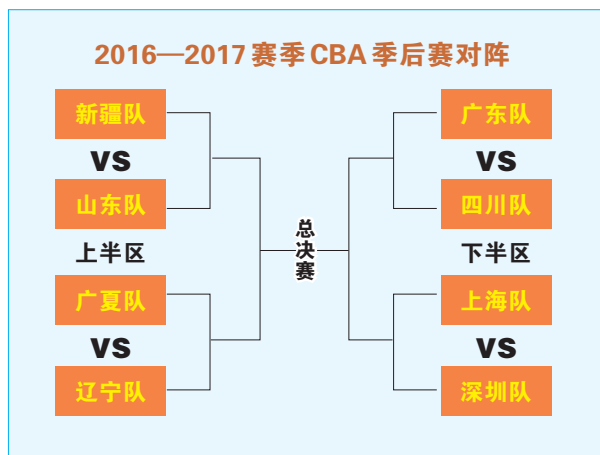 2016—2017赛季CBA季后赛对阵
新疆队
VS
山东队
上半区
广厦队
VS
辽宁队
总决赛
广东队
VS
四川队
下半区
上海队
VS
深圳队